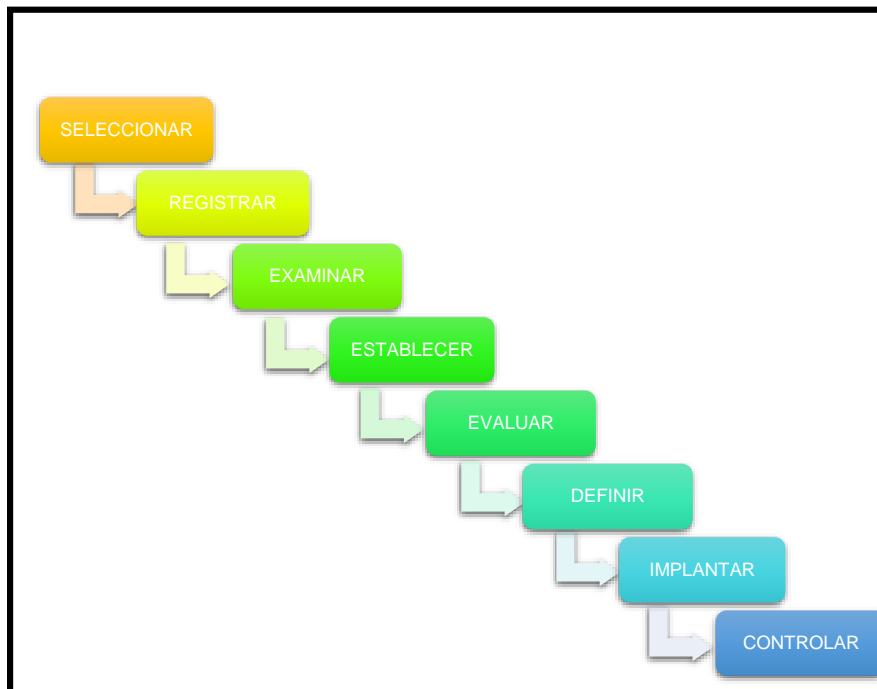 SELECCIONAR
REGISTRAR
EXAMINAR
ESTABLECER
EVALUAR
DEFINIR
IMPLANTAR
CONTROLAR